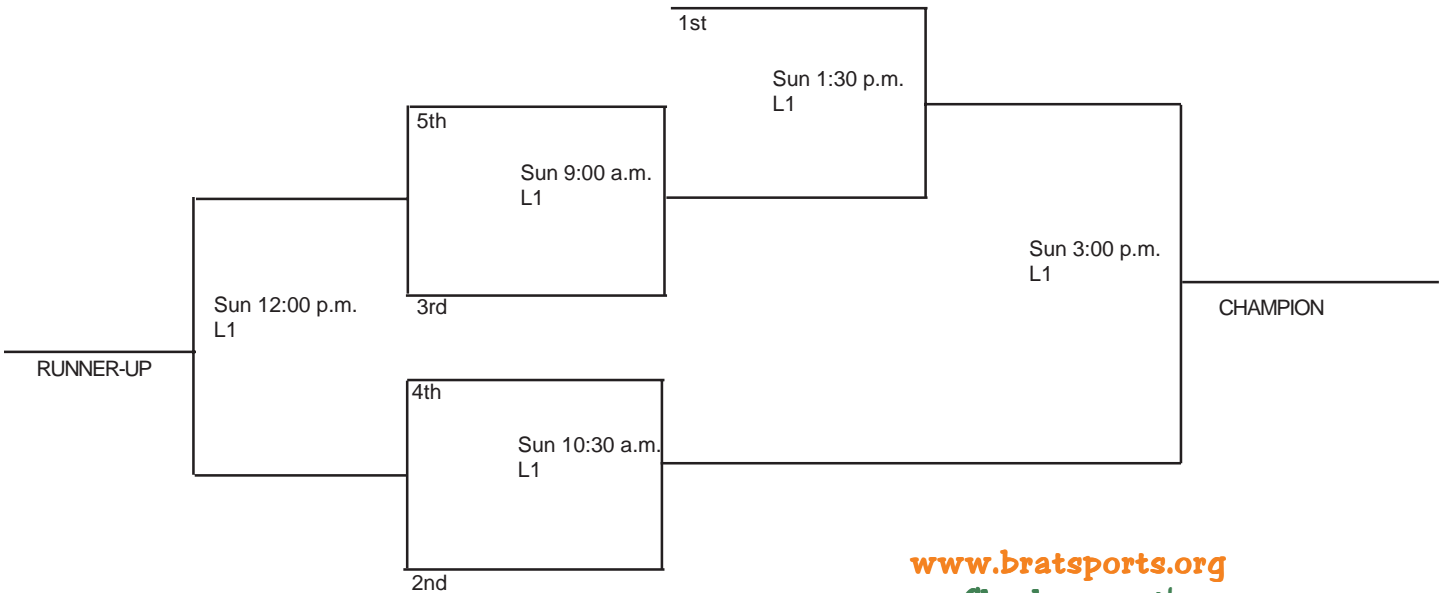 1st
Sun 1:30 p.m.
L1
5th
Sun 9:00 a.m.
L1
3rd
Sun 3:00 p.m.
L1
CHAMPION
Sun 12:00 p.m.
L1
RUNNER-UP
4th
Sun 10:30 a.m.
L1
2nd
www.bratsports.org